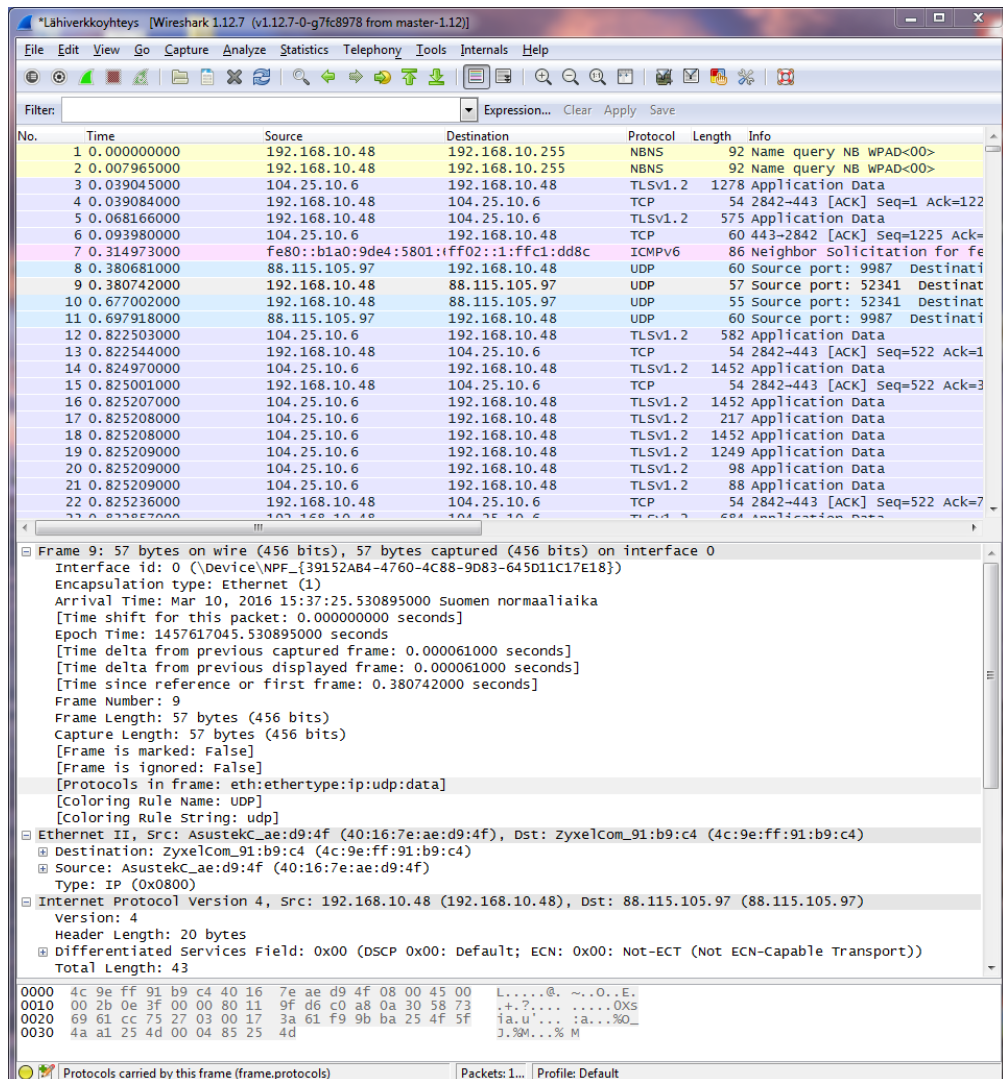 *Lähiverkkoyhteys [Wireshark 1.12.7 (v1.12.7-0-g7fc8978 from master-1.12)]
File Edit View Go Capture Analyze Statistics Telephony Tools Internals Help
Filter: Expression... Clear Apply Save
No. Time Source Destination Protocol Length Info
1 0.000000000 192.168.10.48 192.168.10.255 NBNS 92 Name query NB WPAD<00>
2 0.007965000 192.168.10.48 192.168.10.255 NBNS 92 Name query NB WPAD<00>
3 0.039045000 104.25.10.6 192.168.10.48 TLSv1.2 1278 Application Data
4 0.039084000 192.168.10.48 104.25.10.6 TCP 54 2842→443 [ACK] Seq=1 Ack=122
5 0.068166000 192.168.10.48 104.25.10.6 TLSv1.2 575 Application Data
6 0.093980000 104.25.10.6 192.168.10.48 TCP 60 443→2842 [ACK] Seq=1225 Ack=
7 0.314973000 fe80::b1a0:9de4:5801:6 ff02::1:ffc1:dd8c ICMPv6 86 Neighbor Solicitation for fe
8 0.380681000 88.115.105.97 192.168.10.48 UDP 60 Source port: 9987 Destinati
9 0.380742000 192.168.10.48 88.115.105.97 UDP 57 Source port: 52341 Destinat
10 0.677002000 192.168.10.48 88.115.105.97 UDP 55 Source port: 52341 Destinat
11 0.697918000 88.115.105.97 192.168.10.48 UDP 60 Source port: 9987 Destinati
12 0.822503000 104.25.10.6 192.168.10.48 TLSv1.2 582 Application Data
13 0.822544000 192.168.10.48 104.25.10.6 TCP 54 2842→443 [ACK] Seq=522 Ack=1
14 0.824970000 104.25.10.6 192.168.10.48 TLSv1.2 1452 Application Data
15 0.825001000 192.168.10.48 104.25.10.6 TCP 54 2842→443 [ACK] Seq=522 Ack=3
16 0.825207000 104.25.10.6 192.168.10.48 TLSv1.2 1452 Application Data
17 0.825208000 104.25.10.6 192.168.10.48 TLSv1.2 217 Application Data
18 0.825208000 104.25.10.6 192.168.10.48 TLSv1.2 1452 Application Data
19 0.825209000 104.25.10.6 192.168.10.48 TLSv1.2 1249 Application Data
20 0.825209000 104.25.10.6 192.168.10.48 TLSv1.2 98 Application Data
21 0.825209000 104.25.10.6 192.168.10.48 TLSv1.2 88 Application Data
22 0.825236000 192.168.10.48 104.25.10.6 TCP 54 2842→443 [ACK] Seq=522 Ack=7
Frame 9: 57 bytes on wire (456 bits), 57 bytes captured (456 bits) on interface 0
Interface id: 0 (\Device\NPF_{39152AB4-4760-4C88-9D83-645D11C17E18})
Encapsulation type: Ethernet (1)
Arrival Time: Mar 10, 2016 15:37:25.530895000 Suomen normaaliaika
[Time shift for this packet: 0.000000000 seconds]
Epoch Time: 1457617045.530895000 seconds
[Time delta from previous captured frame: 0.000061000 seconds]
[Time delta from previous displayed frame: 0.000061000 seconds]
[Time since reference or first frame: 0.380742000 seconds]
Frame Number: 9
Frame Length: 57 bytes (456 bits)
Capture Length: 57 bytes (456 bits)
[Frame is marked: False]
[Frame is ignored: False]
[Protocols in frame: eth:ethertype:ip:udp:data]
[Coloring Rule Name: UDP]
[Coloring Rule String: udp]
Ethernet II, Src: AsustekC_ae:d9:4f (40:16:7e:ae:d9:4f), Dst: ZyxelCom_91:b9:c4 (4c:9e:ff:91:b9:c4)
Destination: ZyxelCom_91:b9:c4 (4c:9e:ff:91:b9:c4)
Source: AsustekC_ae:d9:4f (40:16:7e:ae:d9:4f)
Type: IP (0x0800)
Internet Protocol Version 4, Src: 192.168.10.48 (192.168.10.48), Dst: 88.115.105.97 (88.115.105.97)
Version: 4
Header Length: 20 bytes
Differentiated Services Field: 0x00 (DSCP 0x00: Default; ECN: 0x00: Not-ECT (Not ECN-Capable Transport))
Total Length: 43
0000 4c 9e ff 91 b9 c4 40 16 7e ae d9 4f 08 00 45 00 L.....@. ~..O..E.
0010 00 2b 0e 3f 00 00 80 11 9f d6 c0 a8 0a 30 58 73 .+.?.... .....0Xs
0020 69 61 cc 75 27 03 00 17 3a 61 f9 9b ba 25 4f 5f ia.u'... :a...%O_
0030 4a a1 25 4d 00 04 85 25 4d J.%M...% M
Protocols carried by this frame (frame.protocols) Packets: 1... Profile: Default